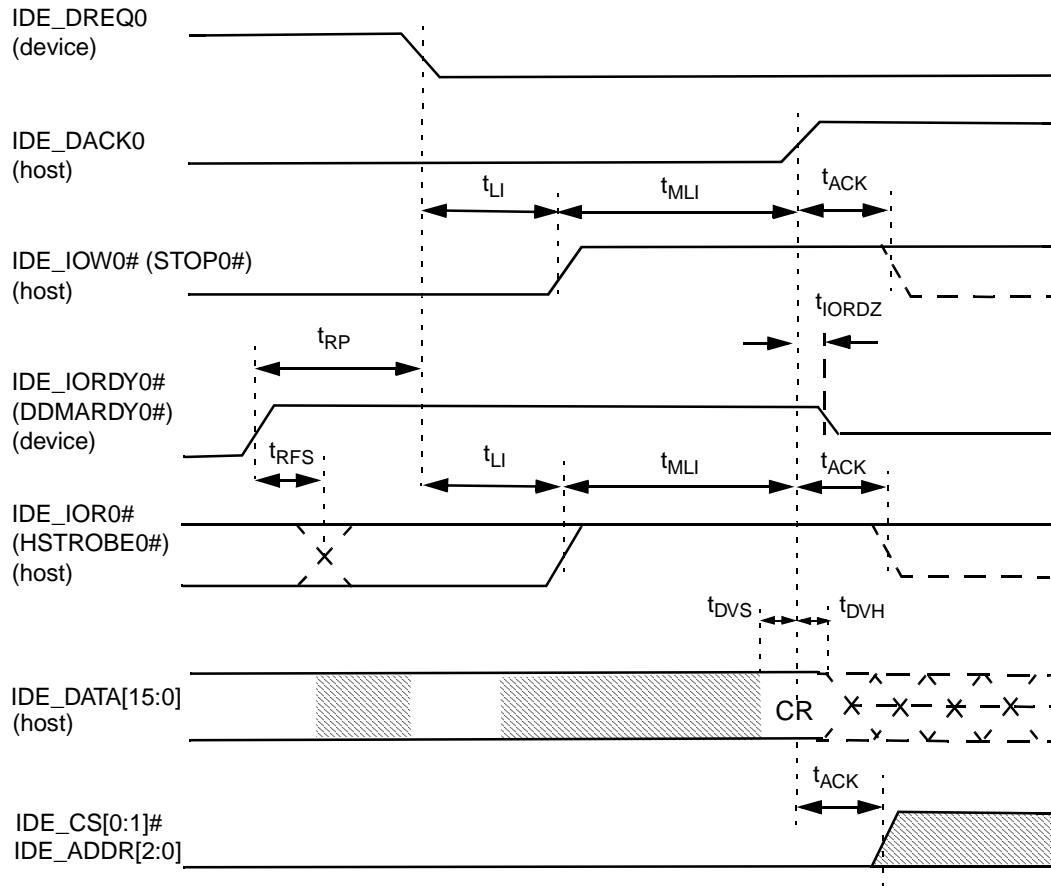 IDE_DREQ0
(device)
IDE_DACK0
(host)
tLI
tMLI
tACK
IDE_IOW0# (STOP0#)
(host)
tIORDZ
tRP
IDE_IORDY0#
(DDMARDY0#)
(device)
tRFS
tLI
tMLI
tACK
IDE_IOR0#
(HSTROBE0#)
(host)
tDVS
tDVH
IDE_DATA[15:0]
(host)
CR
tACK
IDE_CS[0:1]#
IDE_ADDR[2:0]